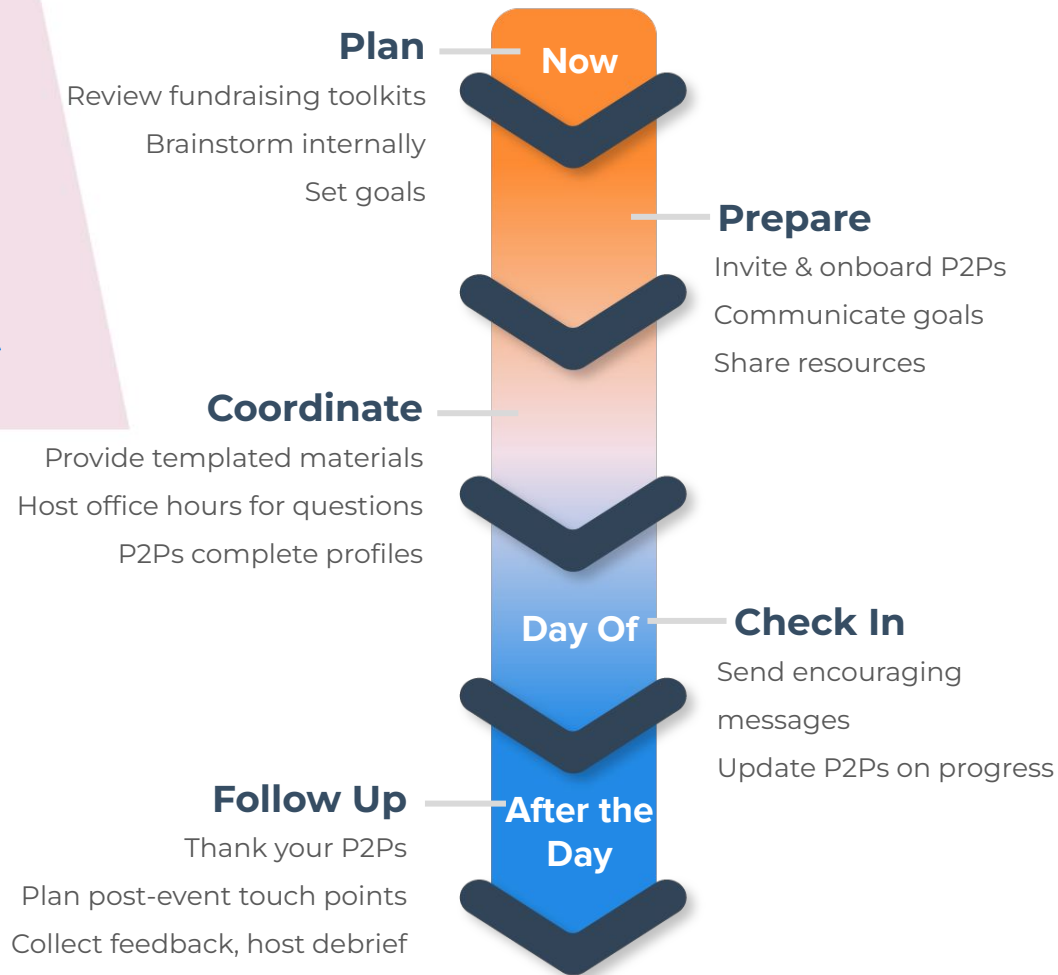 Plan
Now
Review fundraising toolkits
Brainstorm internally
Set goals
Prepare
Invite & onboard P2Ps
Communicate goals
Share resources
Coordinate
Provide templated materials
Host office hours for questions
P2Ps complete profiles
Day Of
Check In
Send encouraging
messages
Update P2Ps on progress
Follow Up
After the
Day
Thank your P2Ps
Plan post-event touch points
Collect feedback, host debrief